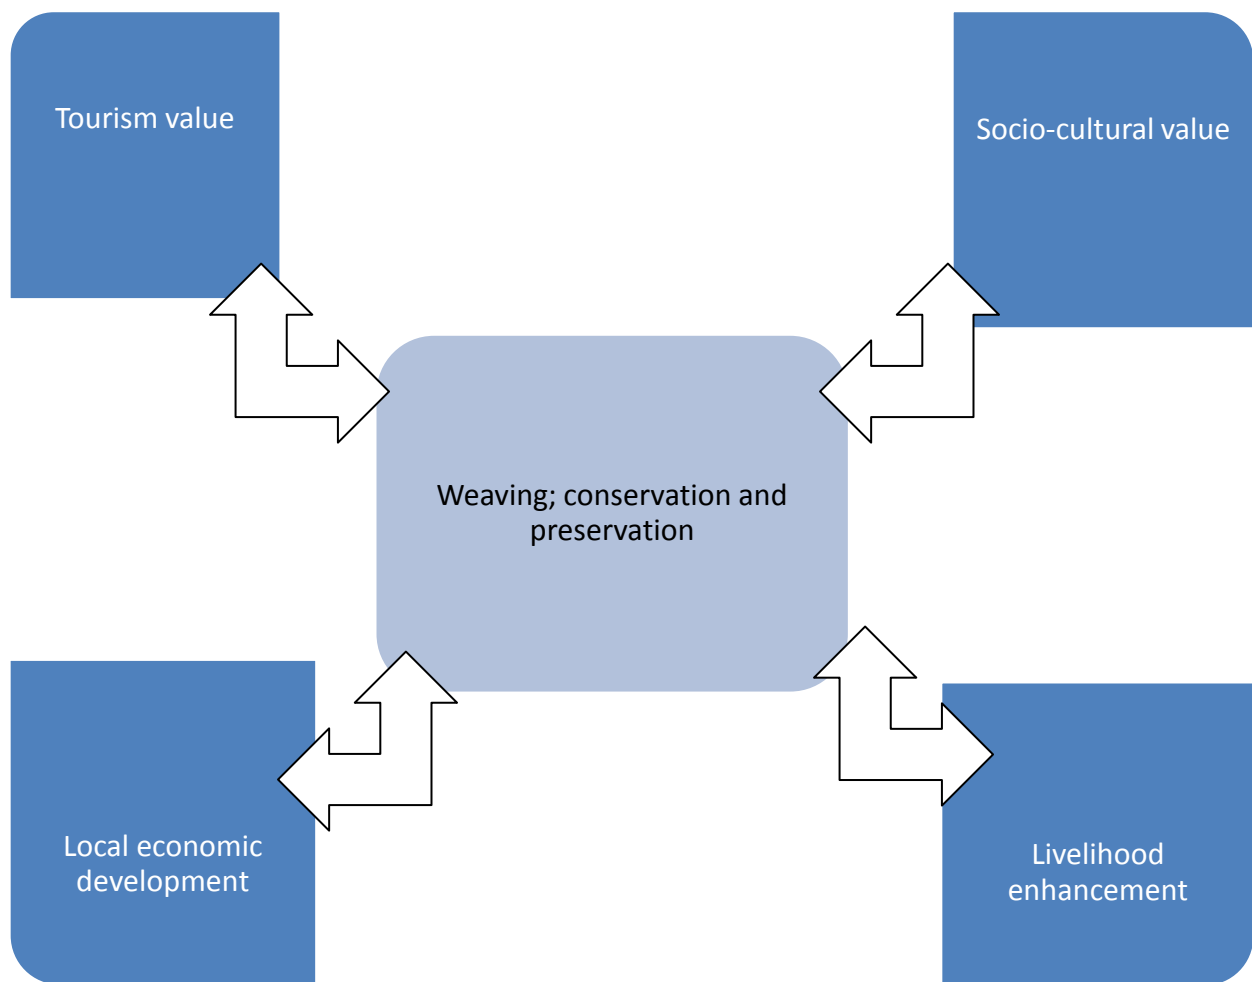 Tourism value
Socio-cultural value
Weaving; conservation and
preservation
Local economic
development
Livelihood
enhancement